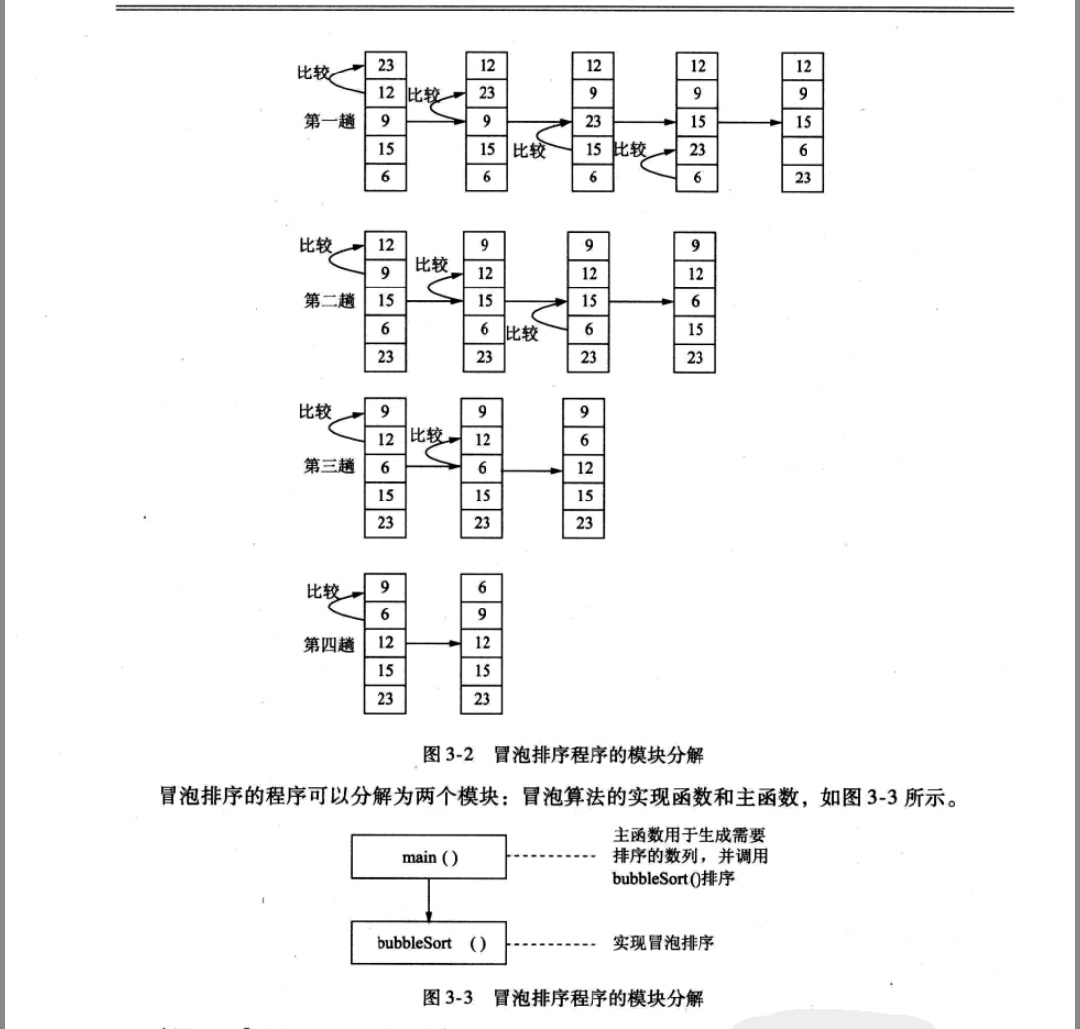 比较 23 12 12 12 12
12 比较 23 9 9 9
第一趟 9 9 23 15 15
15 15 比较 15 比较 23 6
6 6 6 6 23
比较 12 9 9 9
9 比较 12 12 12
第二趟 15 15 15 6
6 6 比较 6 15
23 23 23 23
比较 9 9 9
12 比较 12 6
第三趟 6 6 12
15 15 15
23 23 23
比较 9 6
6 9
第四趟 12 12
15 15
23 23
图 3-2 冒泡排序程序的模块分解
冒泡排序的程序可以分解为两个模块：冒泡算法的实现函数和主函数，如图 3-3 所示。
main ()
主函数用于生成需要
排序的数列，并调用
bubbleSort()排序
bubbleSort ()
实现冒泡排序
图 3-3 冒泡排序程序的模块分解